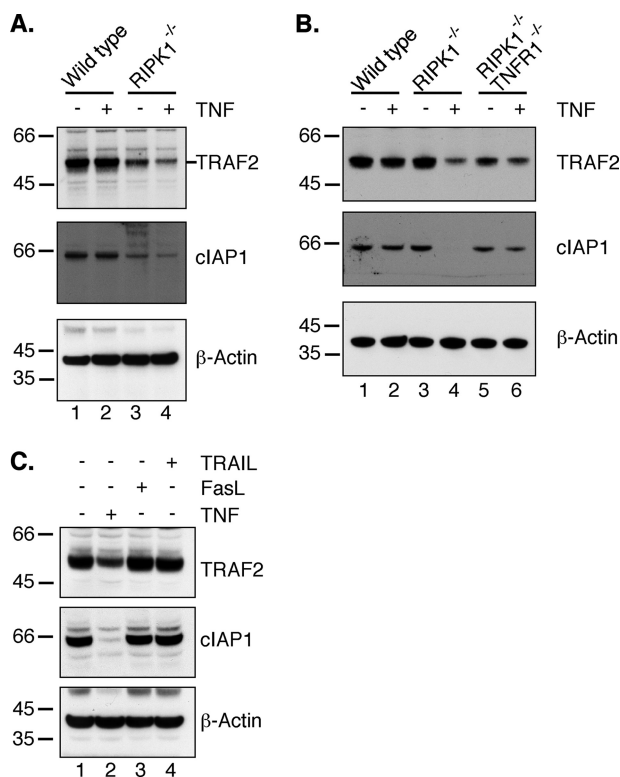 A.
Wild type RIPK1-/-
- + - + TNF
66
TRAF2
45
66
cIAP1
45
β-Actin
35
1 2 3 4
B.
Wild type RIPK1-/- RIPK1-/- TNFR1-/-
- + - + - + TNF
66
TRAF2
45
66
cIAP1
45
β-Actin
35
1 2 3 4 5 6
C.
- - - + TRAIL
- - + - FasL
- + - - TNF
66
TRAF2
45
66
cIAP1
45
β-Actin
35
1 2 3 4